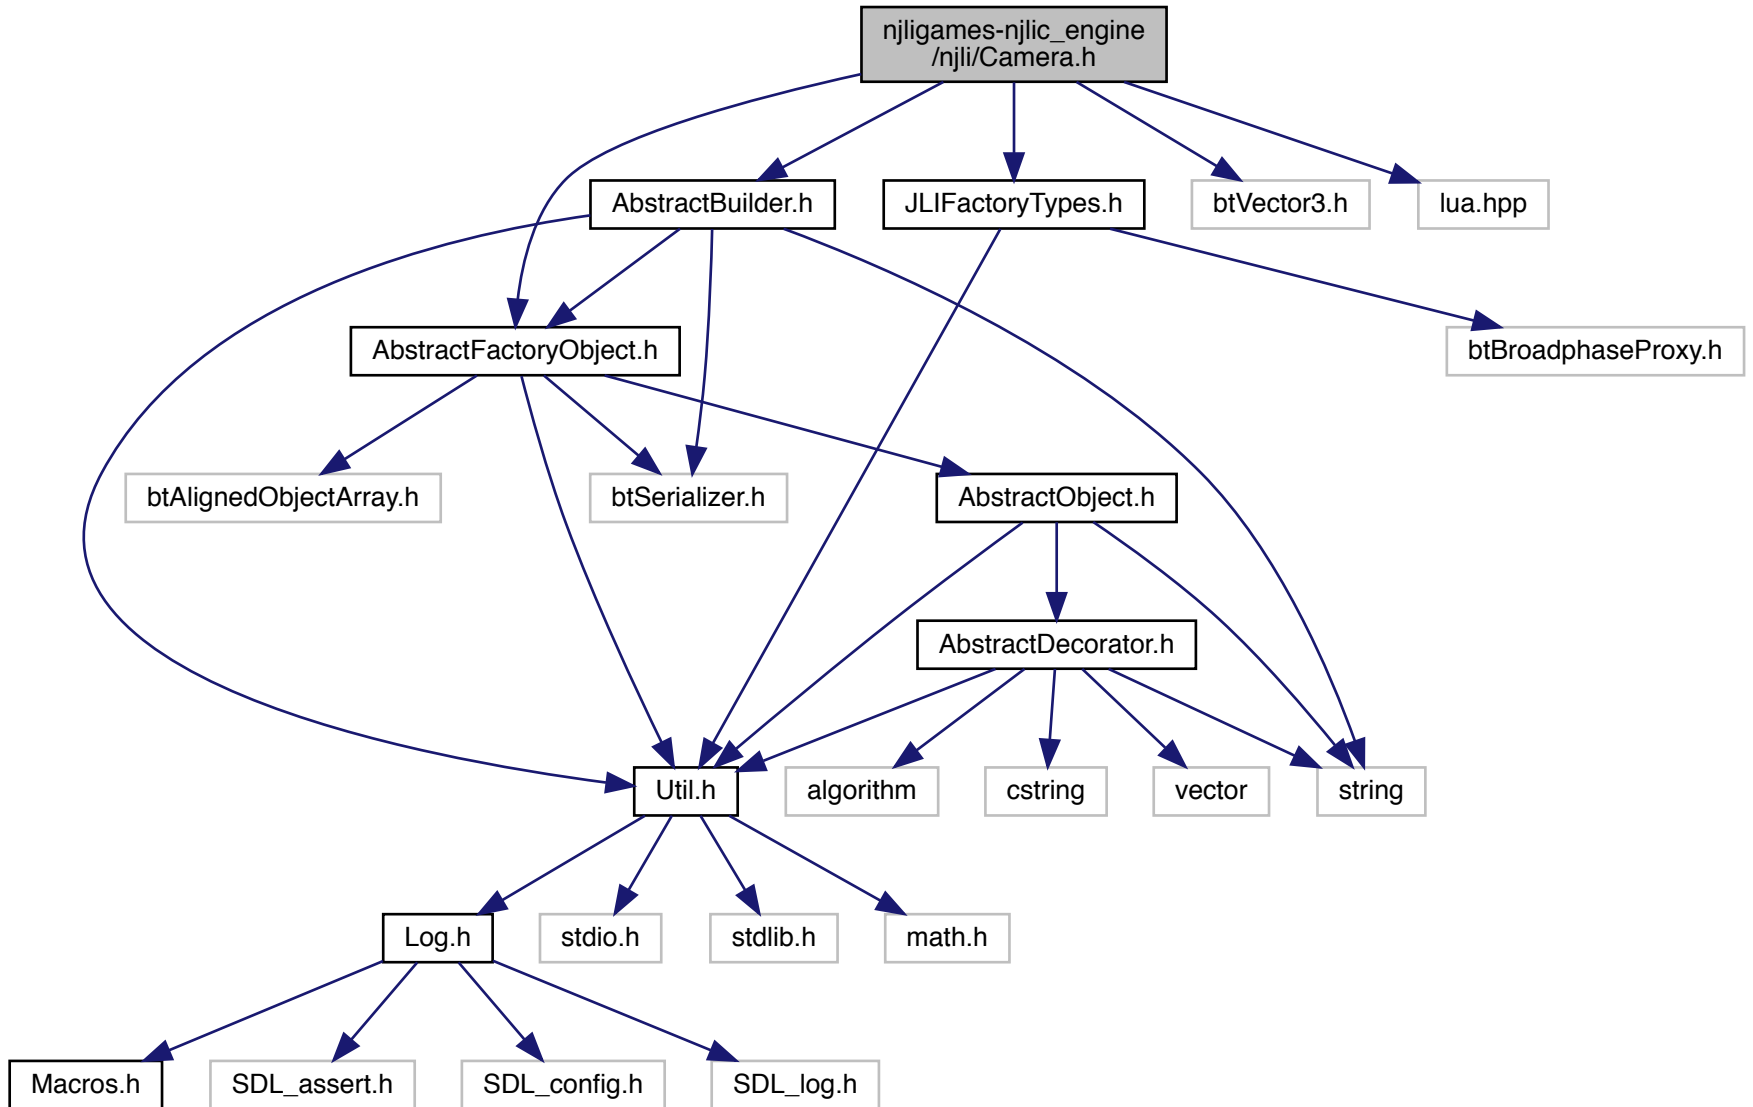 njligames-njlic_engine
/njli/Camera.h
AbstractBuilder.h
JLIFactoryTypes.h
btVector3.h
lua.hpp
AbstractFactoryObject.h
btBroadphaseProxy.h
btAlignedObjectArray.h
btSerializer.h
AbstractObject.h
AbstractDecorator.h
Util.h
algorithm
cstring
vector
string
Log.h
stdio.h
stdlib.h
math.h
Macros.h
SDL_assert.h
SDL_config.h
SDL_log.h